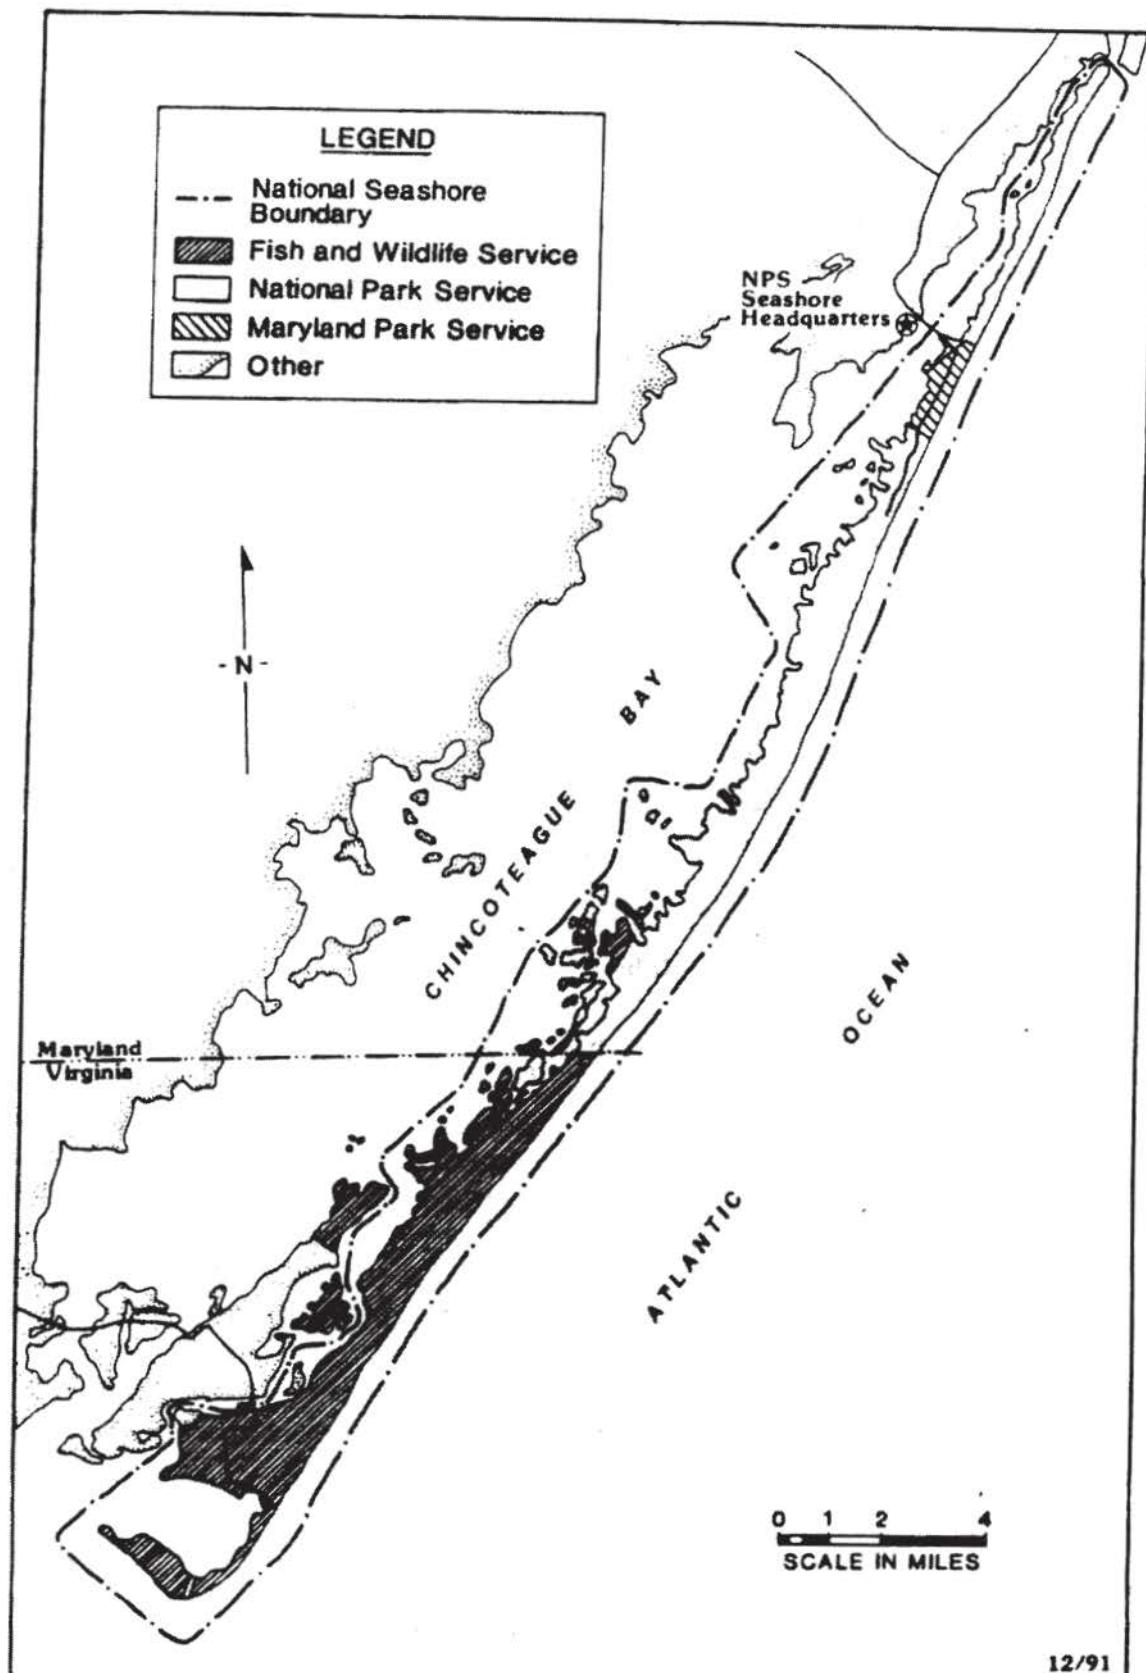 LEGEND
National Seashore
Boundary
Fish and Wildlife Service
National Park Service
Maryland Park Service
Other
NPS
Seashore
Headquarters
- N -
BAY
CHINCOTEAGUE
OCEAN
ATLANTIC
Maryland
Virginia
0 1 2 4
SCALE IN MILES
12/91